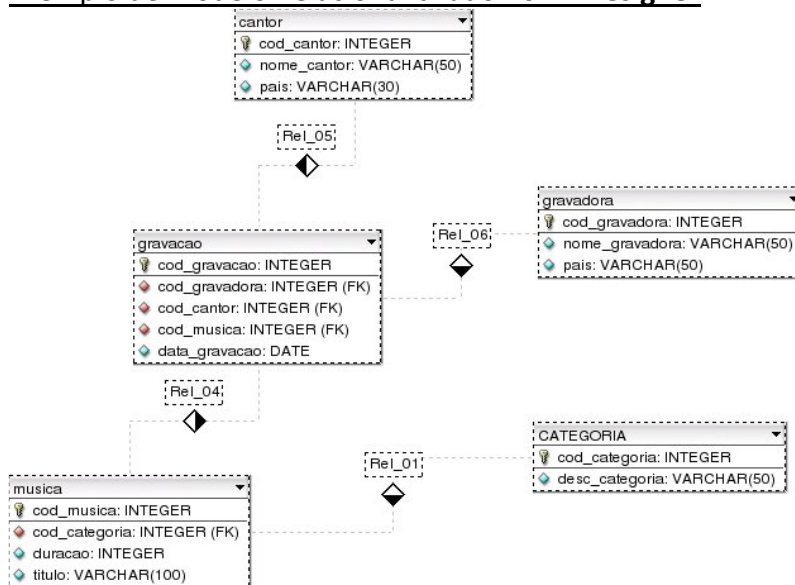 cantor
cod_cantor: INTEGER
nome_cantor: VARCHAR(50)
pais: VARCHAR(30)
Rel_05
gravacao
cod_gravacao: INTEGER
cod_gravadora: INTEGER (FK)
cod_cantor: INTEGER (FK)
cod_musica: INTEGER (FK)
data_gravacao: DATE
Rel_06
gravadora
cod_gravadora: INTEGER
nome_gravadora: VARCHAR(50)
pais: VARCHAR(50)
Rel_04
musica
cod_musica: INTEGER
cod_categoria: INTEGER (FK)
duracao: INTEGER
titulo: VARCHAR(100)
Rel_01
CATEGORIA
cod_categoria: INTEGER
desc_categoria: VARCHAR(50)